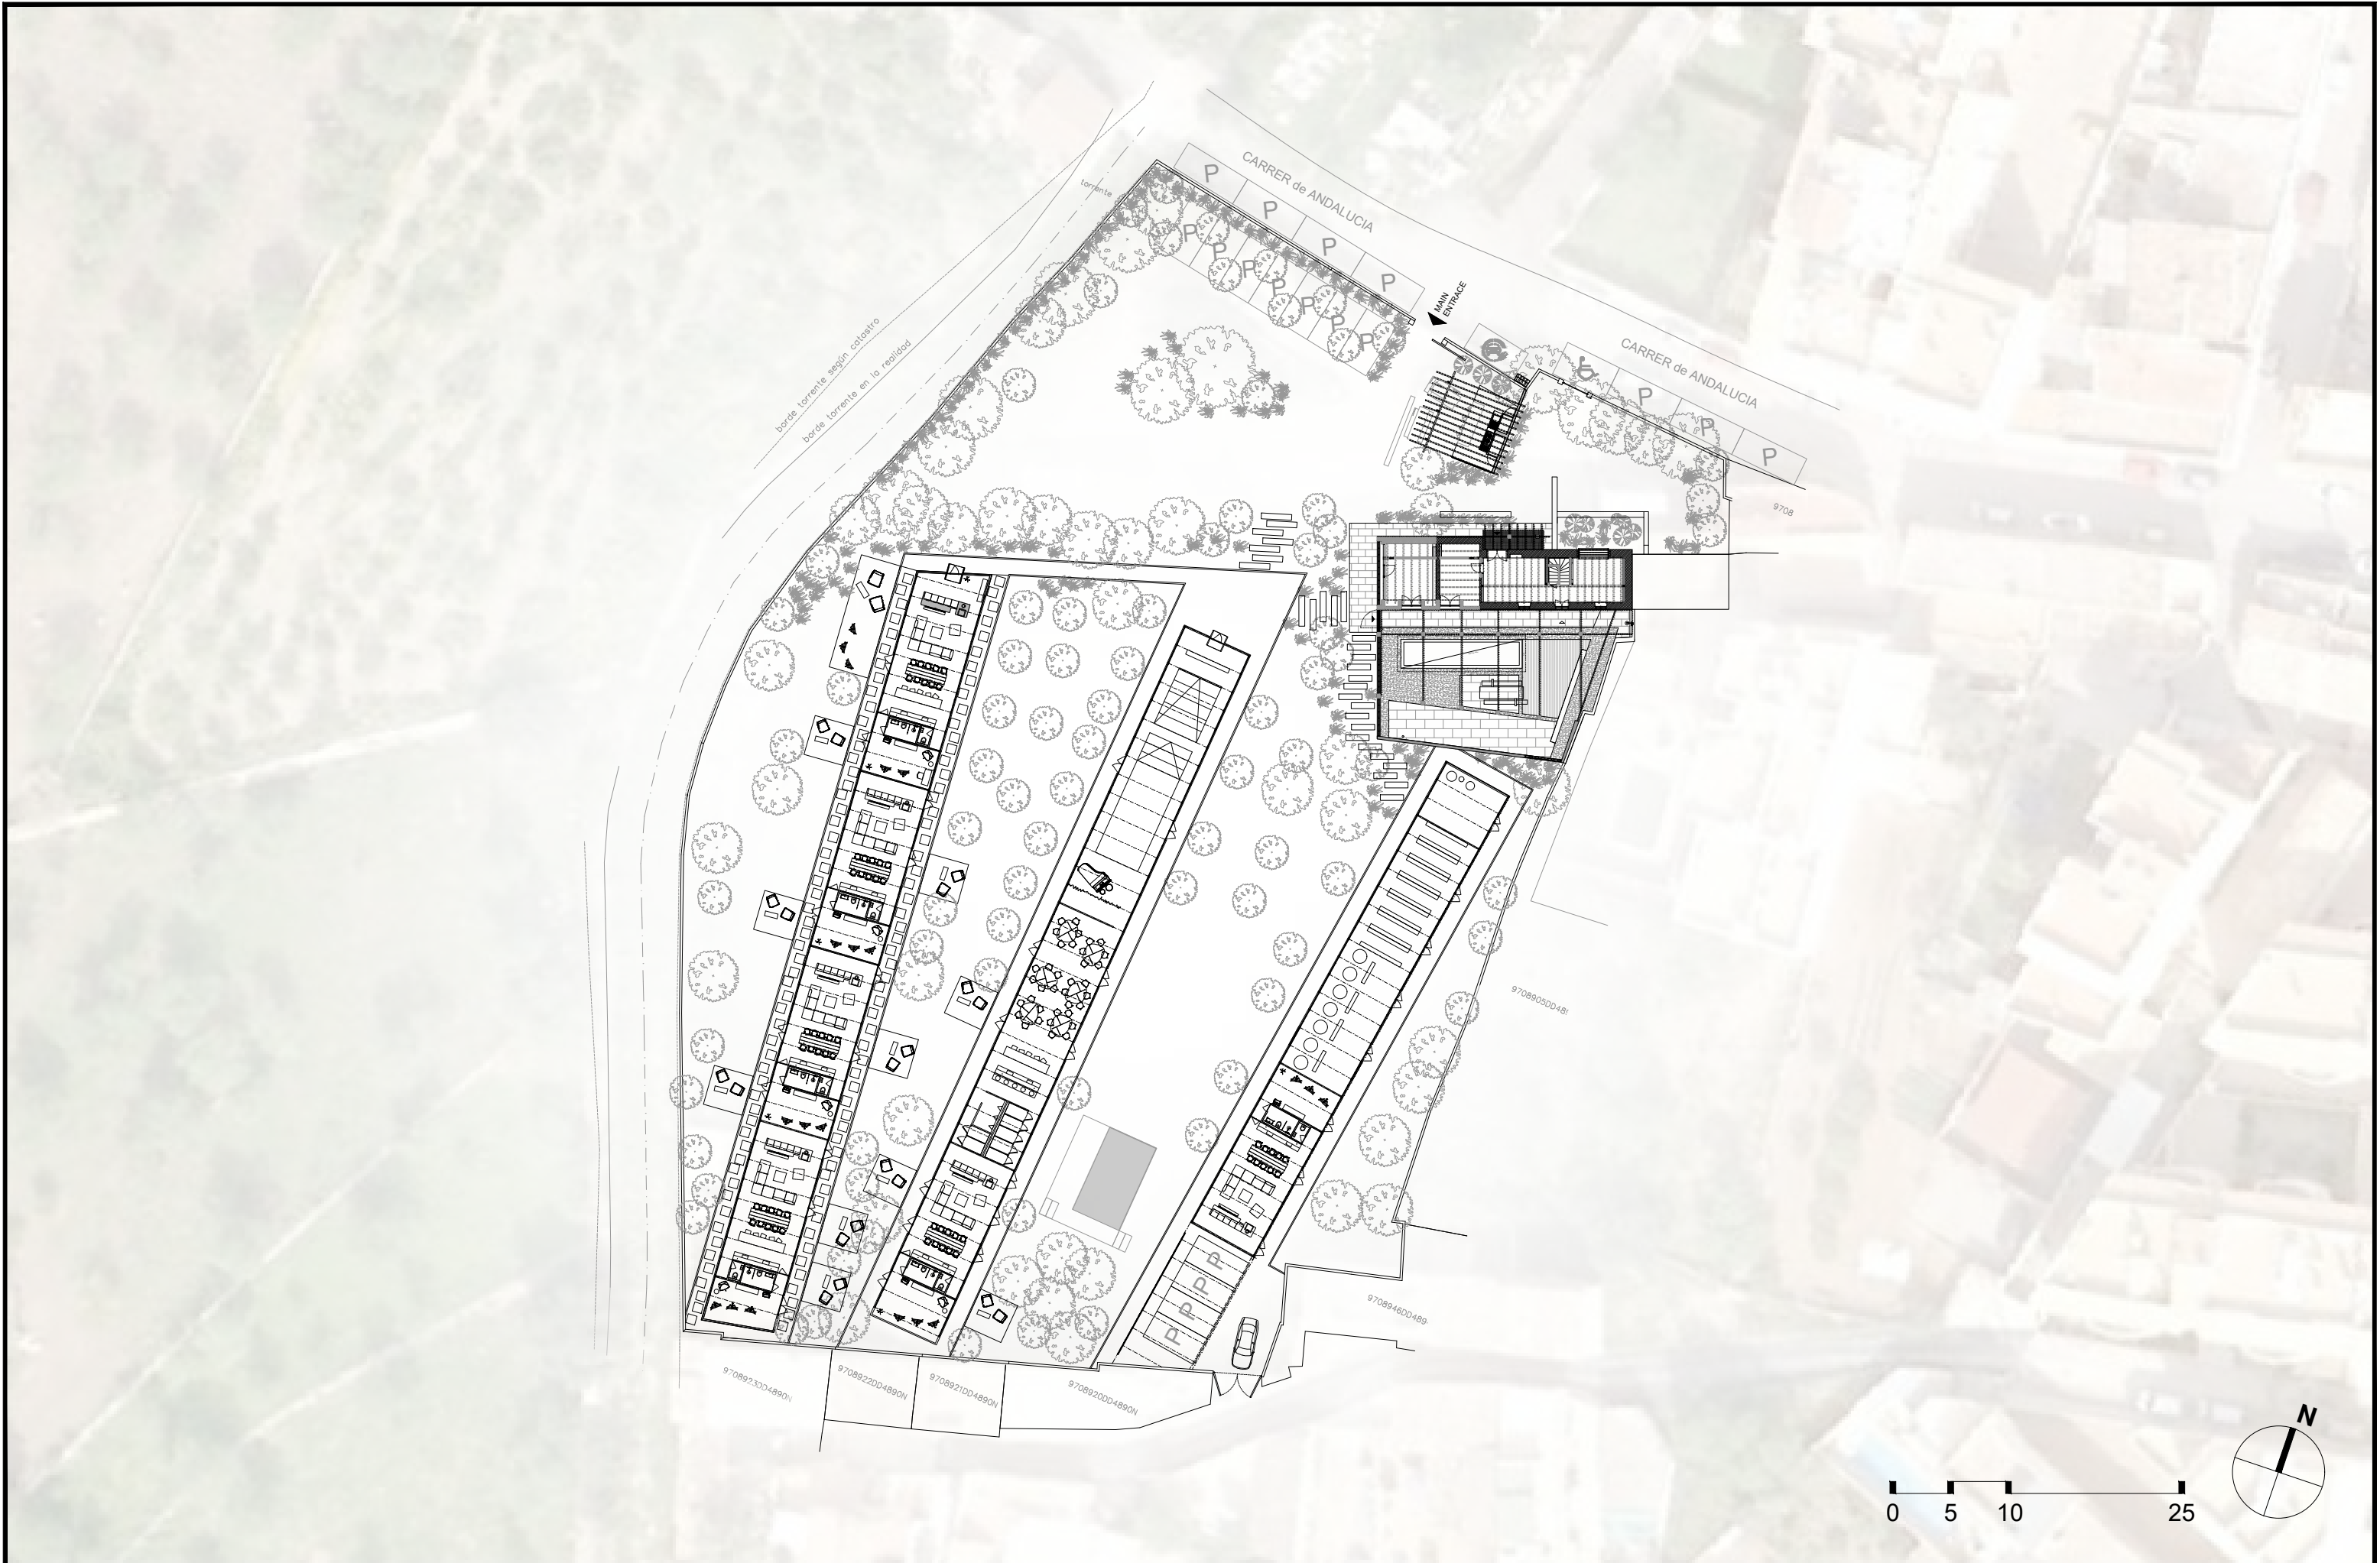 CARRER de ANDALUCIA
P
P
P
P
torrente
P
P
P
P
P
P
P
MAIN
ENTRACE
borde torrente según catastro
borde torrente en la realidad
CARRER de ANDALUCIA
P
P
P
9708
9708905DD48
P
P
P
P
9708946DD489
9708923DD4890N
9708922DD4890N
9708921DD4890N
9708920DD4890N
N
0 5 10 25